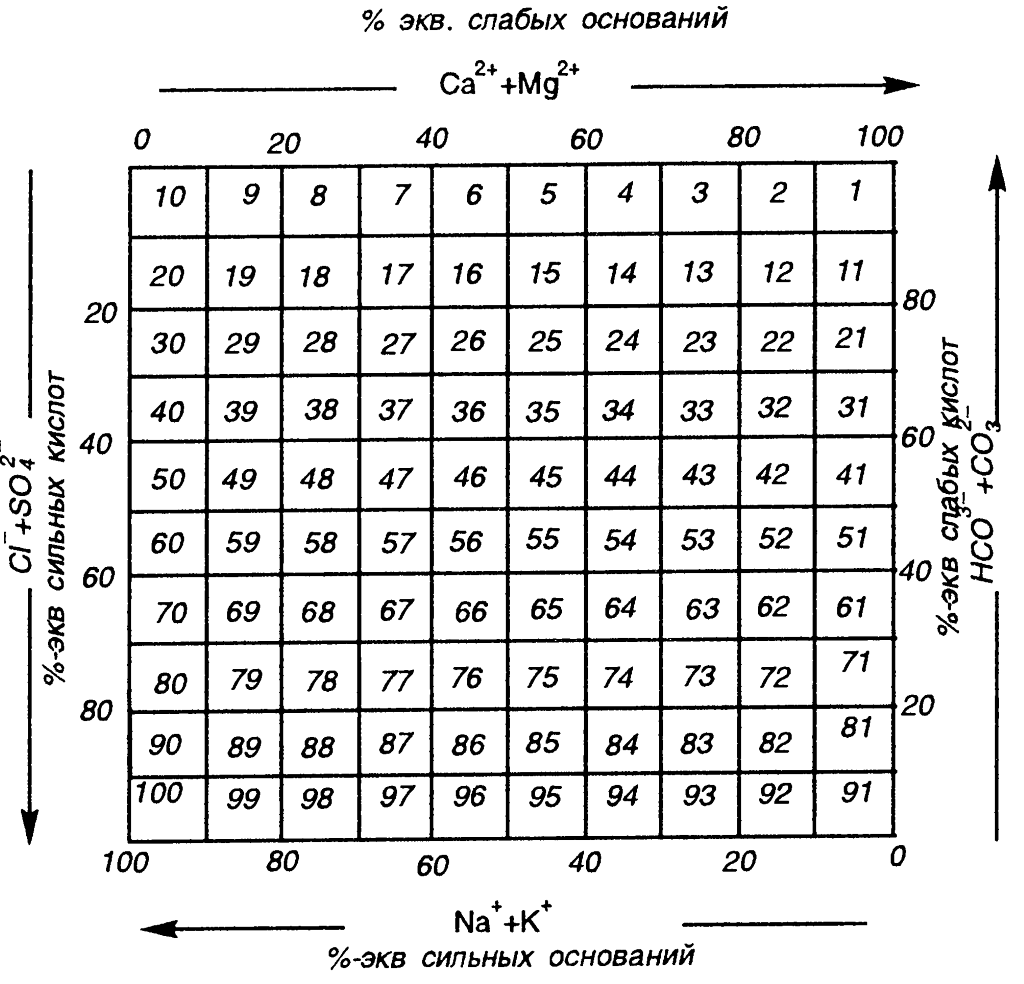 % экв. слабых оснований
Ca²⁺+Mg²⁺
0 20 40 60 80 100
10 9 8 7 6 5 4 3 2 1
20 19 18 17 16 15 14 13 12 11
20 80
30 29 28 27 26 25 24 23 22 21
40 39 38 37 36 35 34 33 32 31
40 60
50 49 48 47 46 45 44 43 42 41
60 59 58 57 56 55 54 53 52 51
60 40
70 69 68 67 66 65 64 63 62 61
80 79 78 77 76 75 74 73 72 71
80 20
90 89 88 87 86 85 84 83 82 81
100 99 98 97 96 95 94 93 92 91
100 80 60 40 20 0
Cl⁻+SO₄²⁻
%-экв сильных кислот
%-экв слабых кислот
HCO₃⁻+CO₃²⁻
Na⁺+K⁺
%-экв сильных оснований